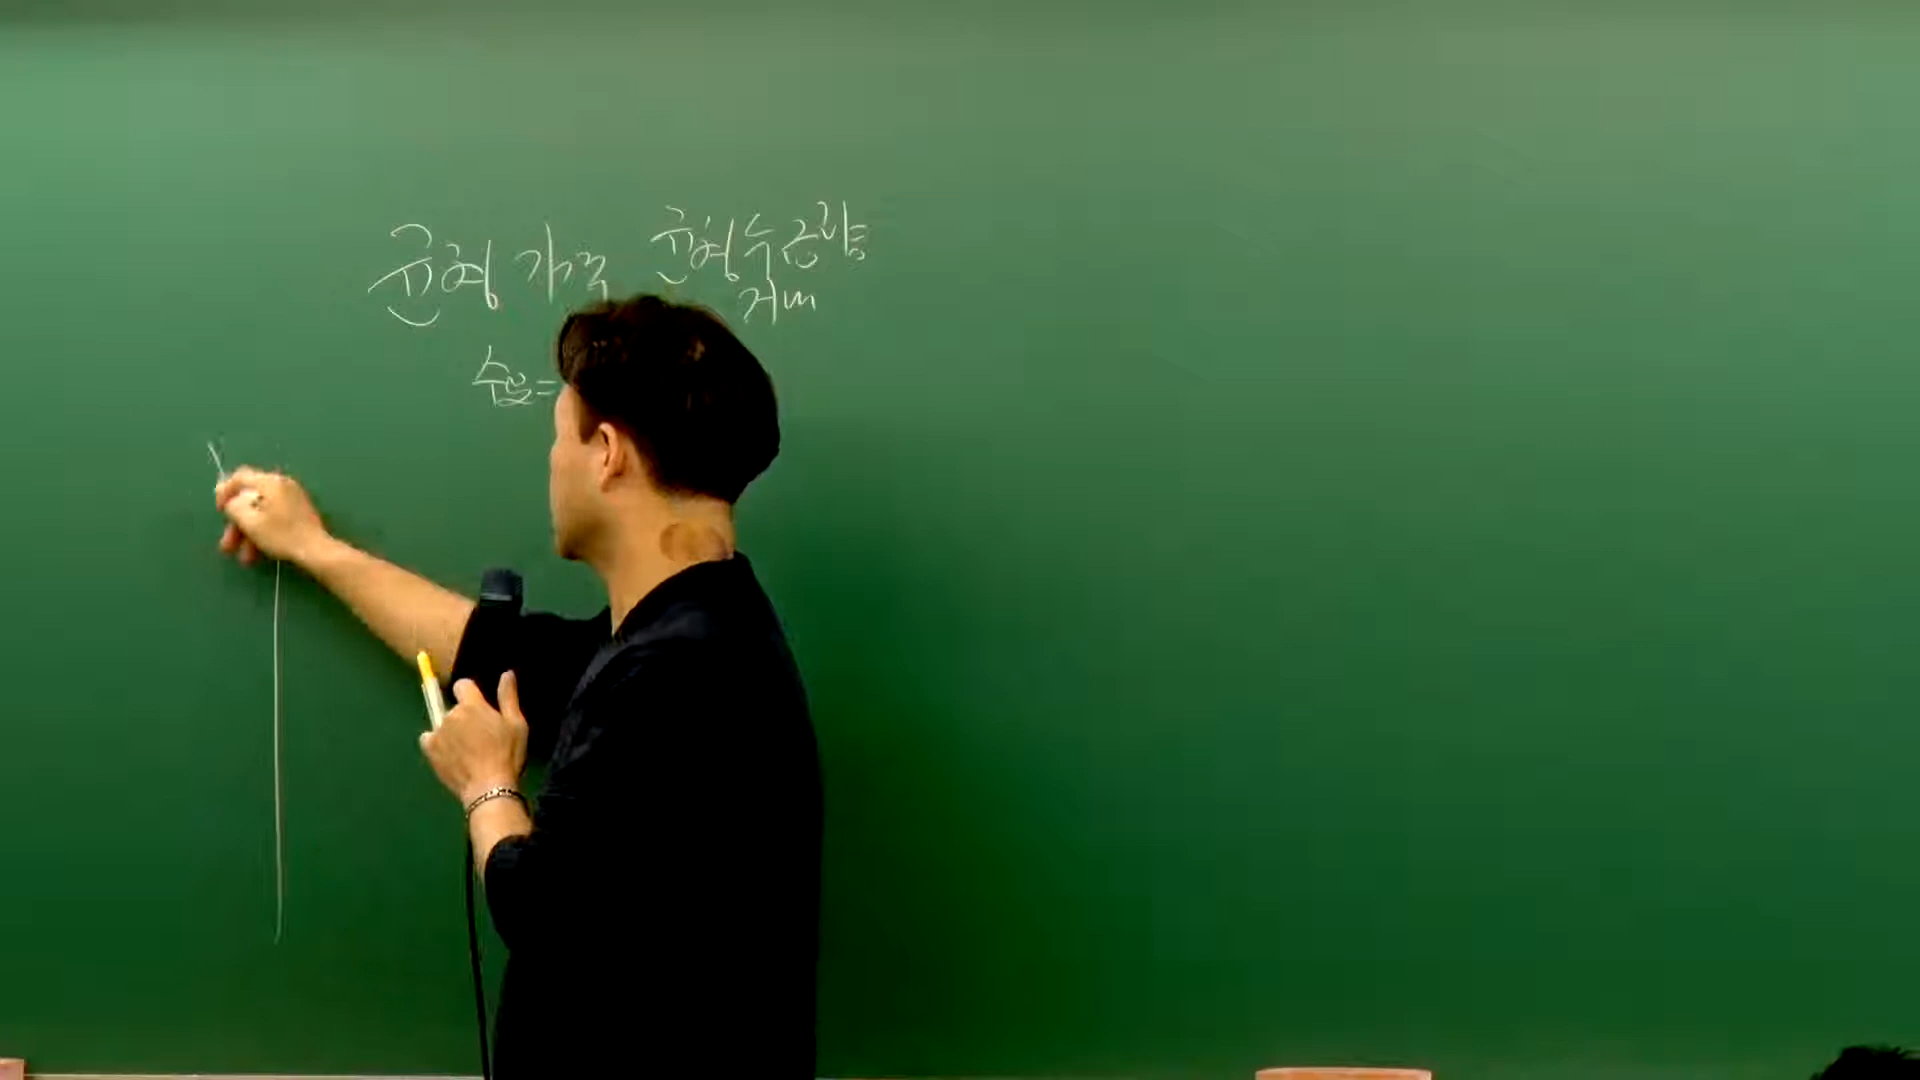 균형 가격 균형수급량
거래
수요=